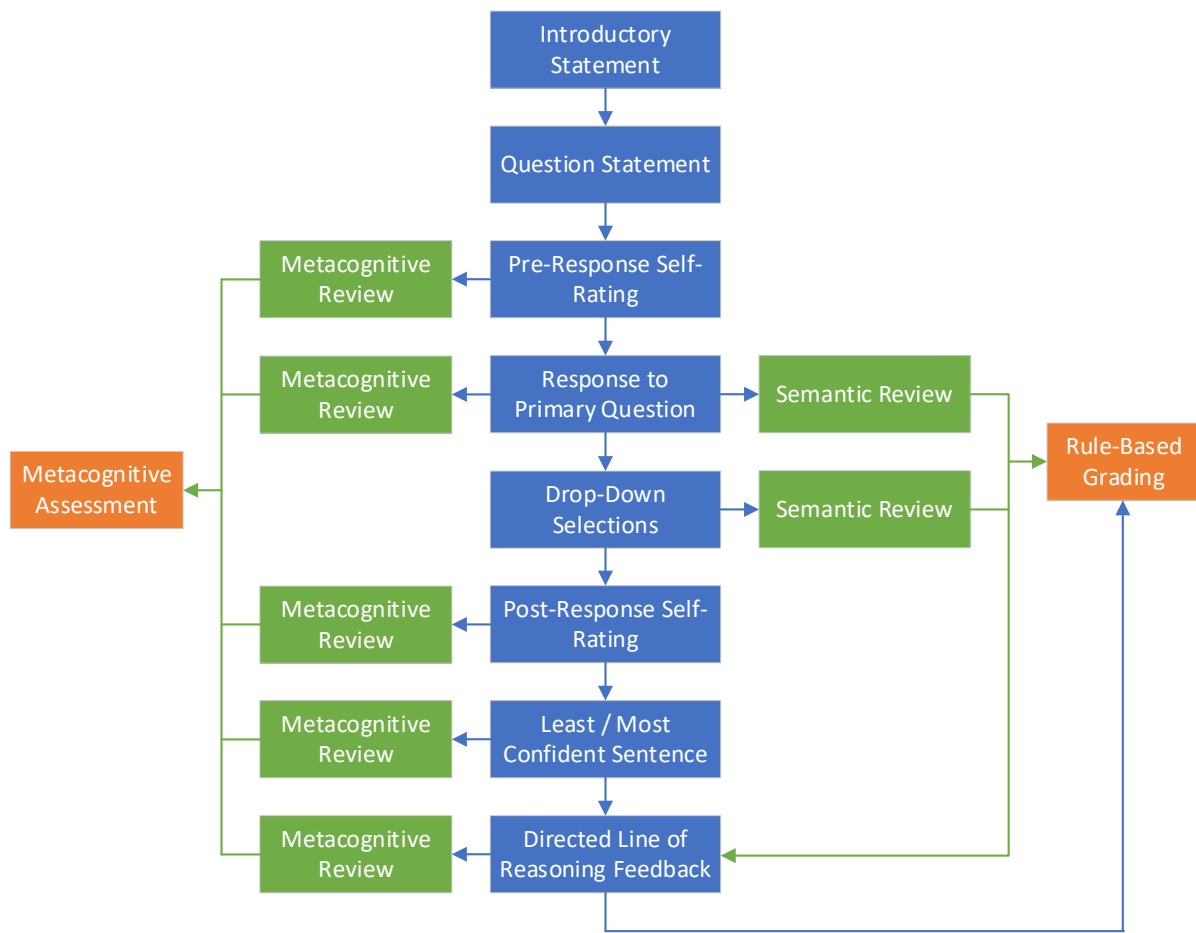 Introductory
Statement
Question Statement
Metacognitive
Review
Pre-Response Self-
Rating
Metacognitive
Review
Response to
Primary Question
Semantic Review
Metacognitive
Assessment
Drop-Down
Selections
Semantic Review
Rule-Based
Grading
Metacognitive
Review
Post-Response Self-
Rating
Metacognitive
Review
Least / Most
Confident Sentence
Metacognitive
Review
Directed Line of
Reasoning Feedback